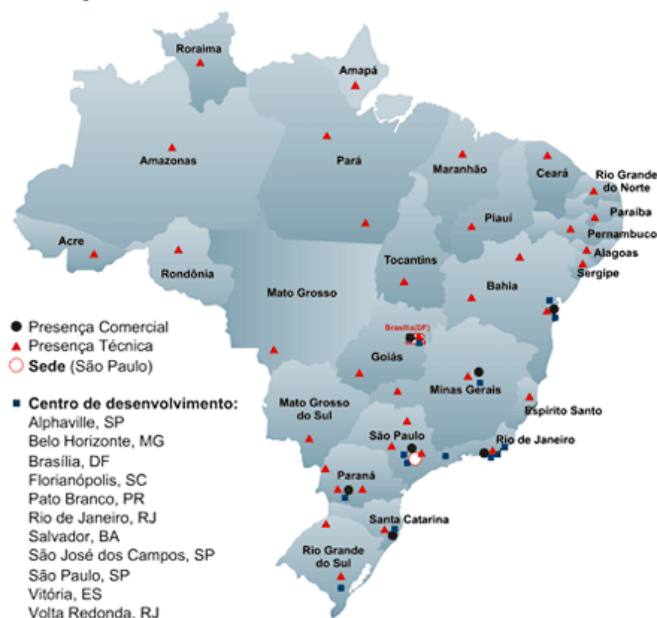 Roraima
Amapá
Amazonas
Pará
Maranhão
Ceará
Rio Grande
do Norte
Paraíba
Piauí
Pernambuco
Acre
Alagoas
Rondônia
Tocantins
Sergipe
Bahia
Mato Grosso
Brasília(DF)
Presença Comercial
Presença Técnica
Sede (São Paulo)
Goiás
Minas Gerais
Centro de desenvolvimento:
Alphaville, SP
Belo Horizonte, MG
Brasília, DF
Florianópolis, SC
Pato Branco, PR
Rio de Janeiro, RJ
Salvador, BA
São José dos Campos, SP
São Paulo, SP
Vitória, ES
Volta Redonda, RJ
Mato Grosso
do Sul
Espírito Santo
São Paulo
Rio de Janeiro
Paraná
Santa Catarina
Rio Grande
do Sul